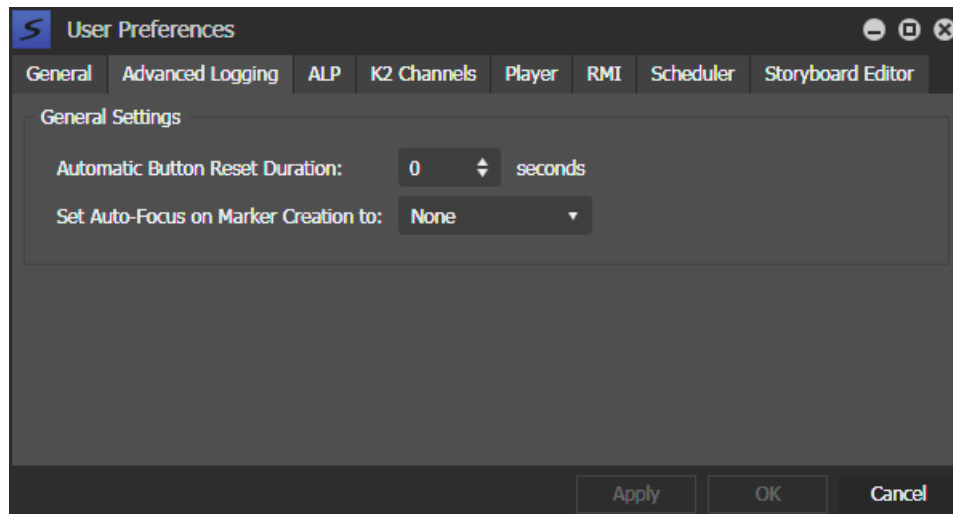 User Preferences
General Advanced Logging ALP K2 Channels Player RMI Scheduler Storyboard Editor
General Settings
Automatic Button Reset Duration: 0 seconds
Set Auto-Focus on Marker Creation to: None
Apply OK Cancel